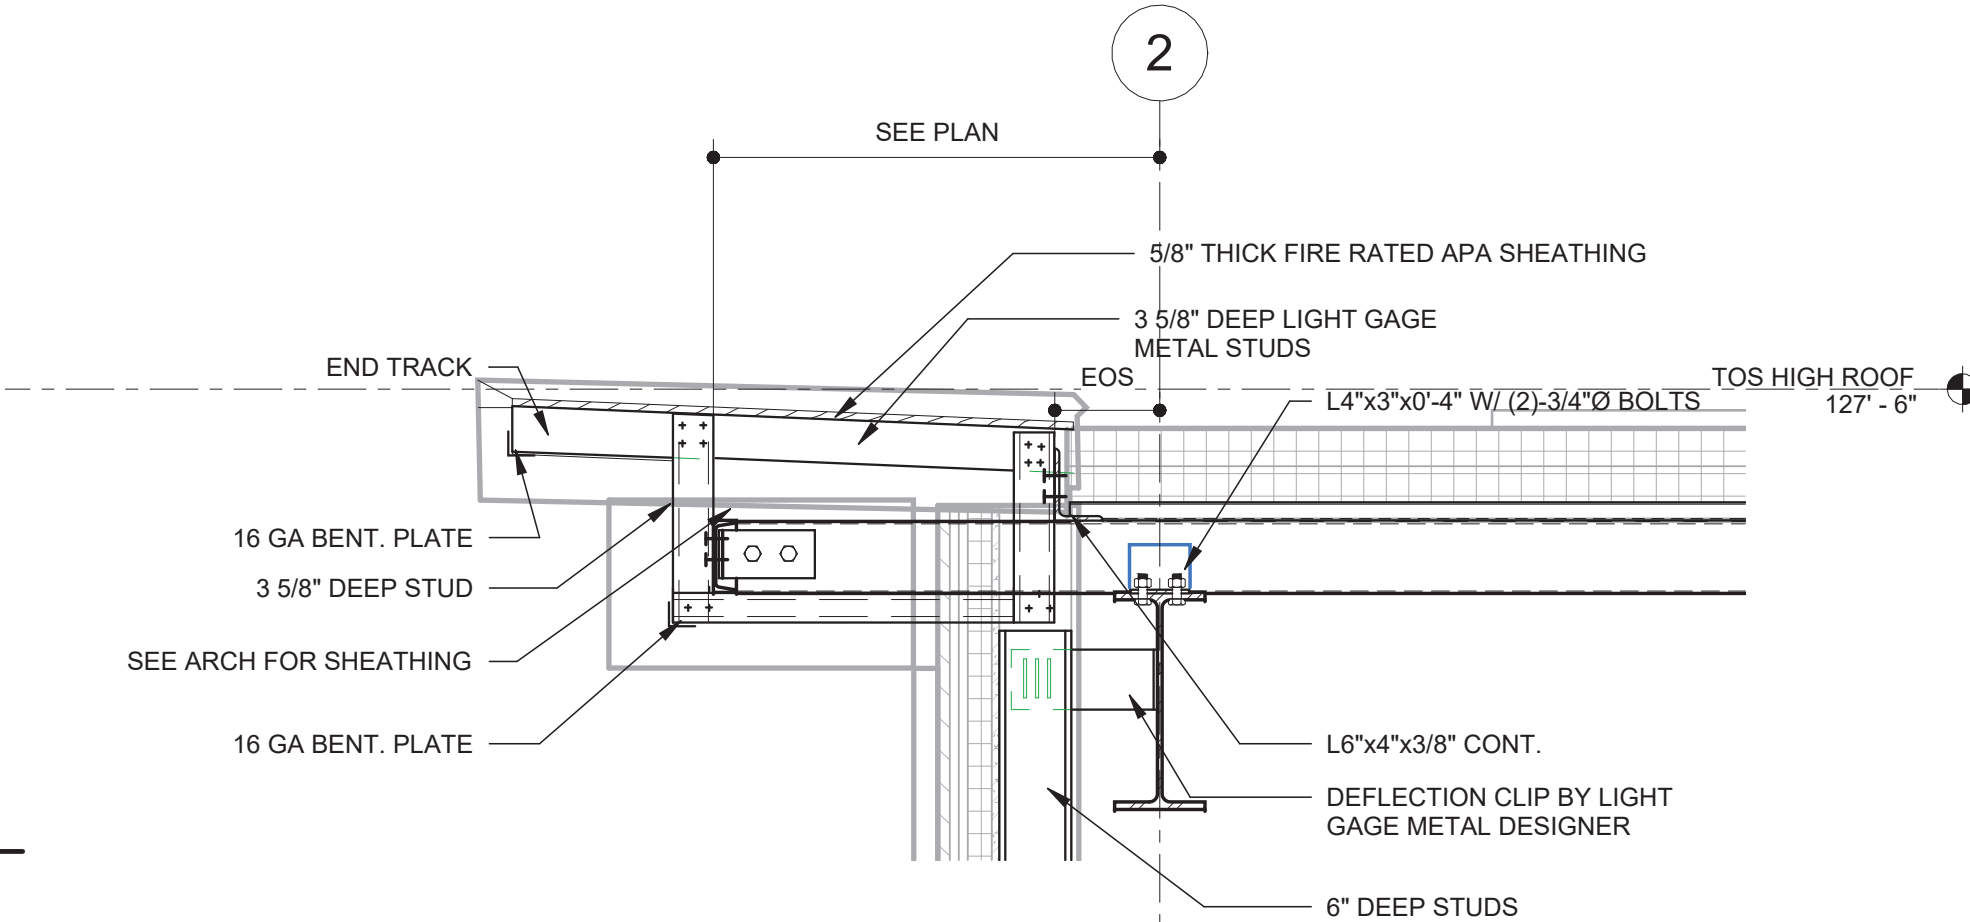 2
SEE PLAN
5/8" THICK FIRE RATED APA SHEATHING
3 5/8" DEEP LIGHT GAGE
METAL STUDS
END TRACK
EOS
TOS HIGH ROOF
127' - 6"
L4"x3"x0'-4" W/ (2)-3/4"Ø BOLTS
16 GA BENT. PLATE
3 5/8" DEEP STUD
SEE ARCH FOR SHEATHING
16 GA BENT. PLATE
L6"x4"x3/8" CONT.
DEFLECTION CLIP BY LIGHT
GAGE METAL DESIGNER
6" DEEP STUDS